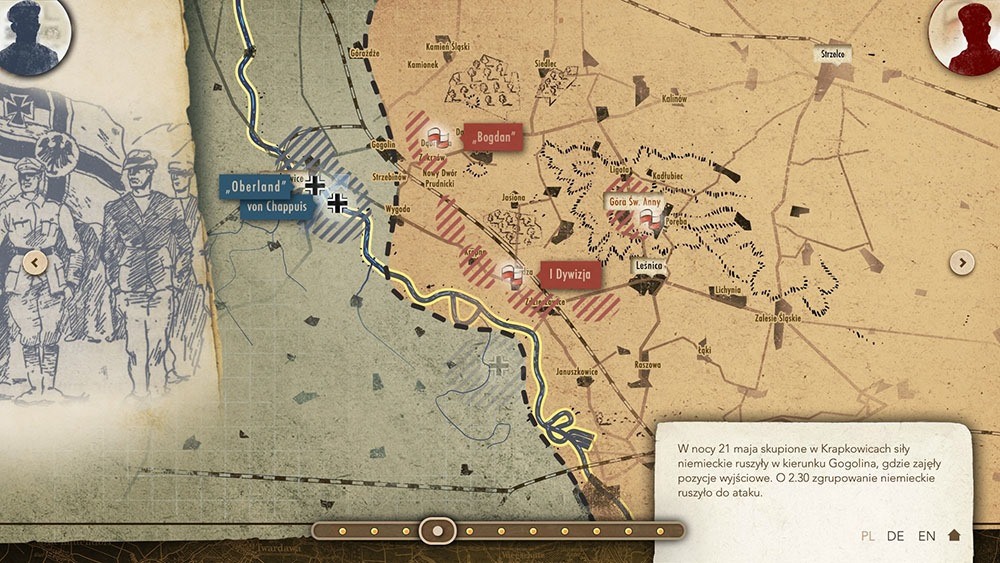 Góraždże
Kamień Śląski
Kamionek
Siedlec
Strzelce
Kalinów
„Bogdan”
Gogolin
Zakrzów
Strzebinów
Nowy Dwór
Prudnicki
Ligota
Kadłubiec
„Oberland”
von Chappuis
Jasiona
Góra Św. Anny
Poręba
Wygoda
I Dywizja
Leśnica
Lichynia
Zalesie Śląskie
Łąki
Januszkowice
Raszowa
W nocy 21 maja skupione w Krapkowicach siły
niemieckie ruszyły w kierunku Gogolina, gdzie zajęły
pozycje wyjściowe. O 2.30 zgrupowanie niemieckie
ruszyło do ataku.
PL DE EN